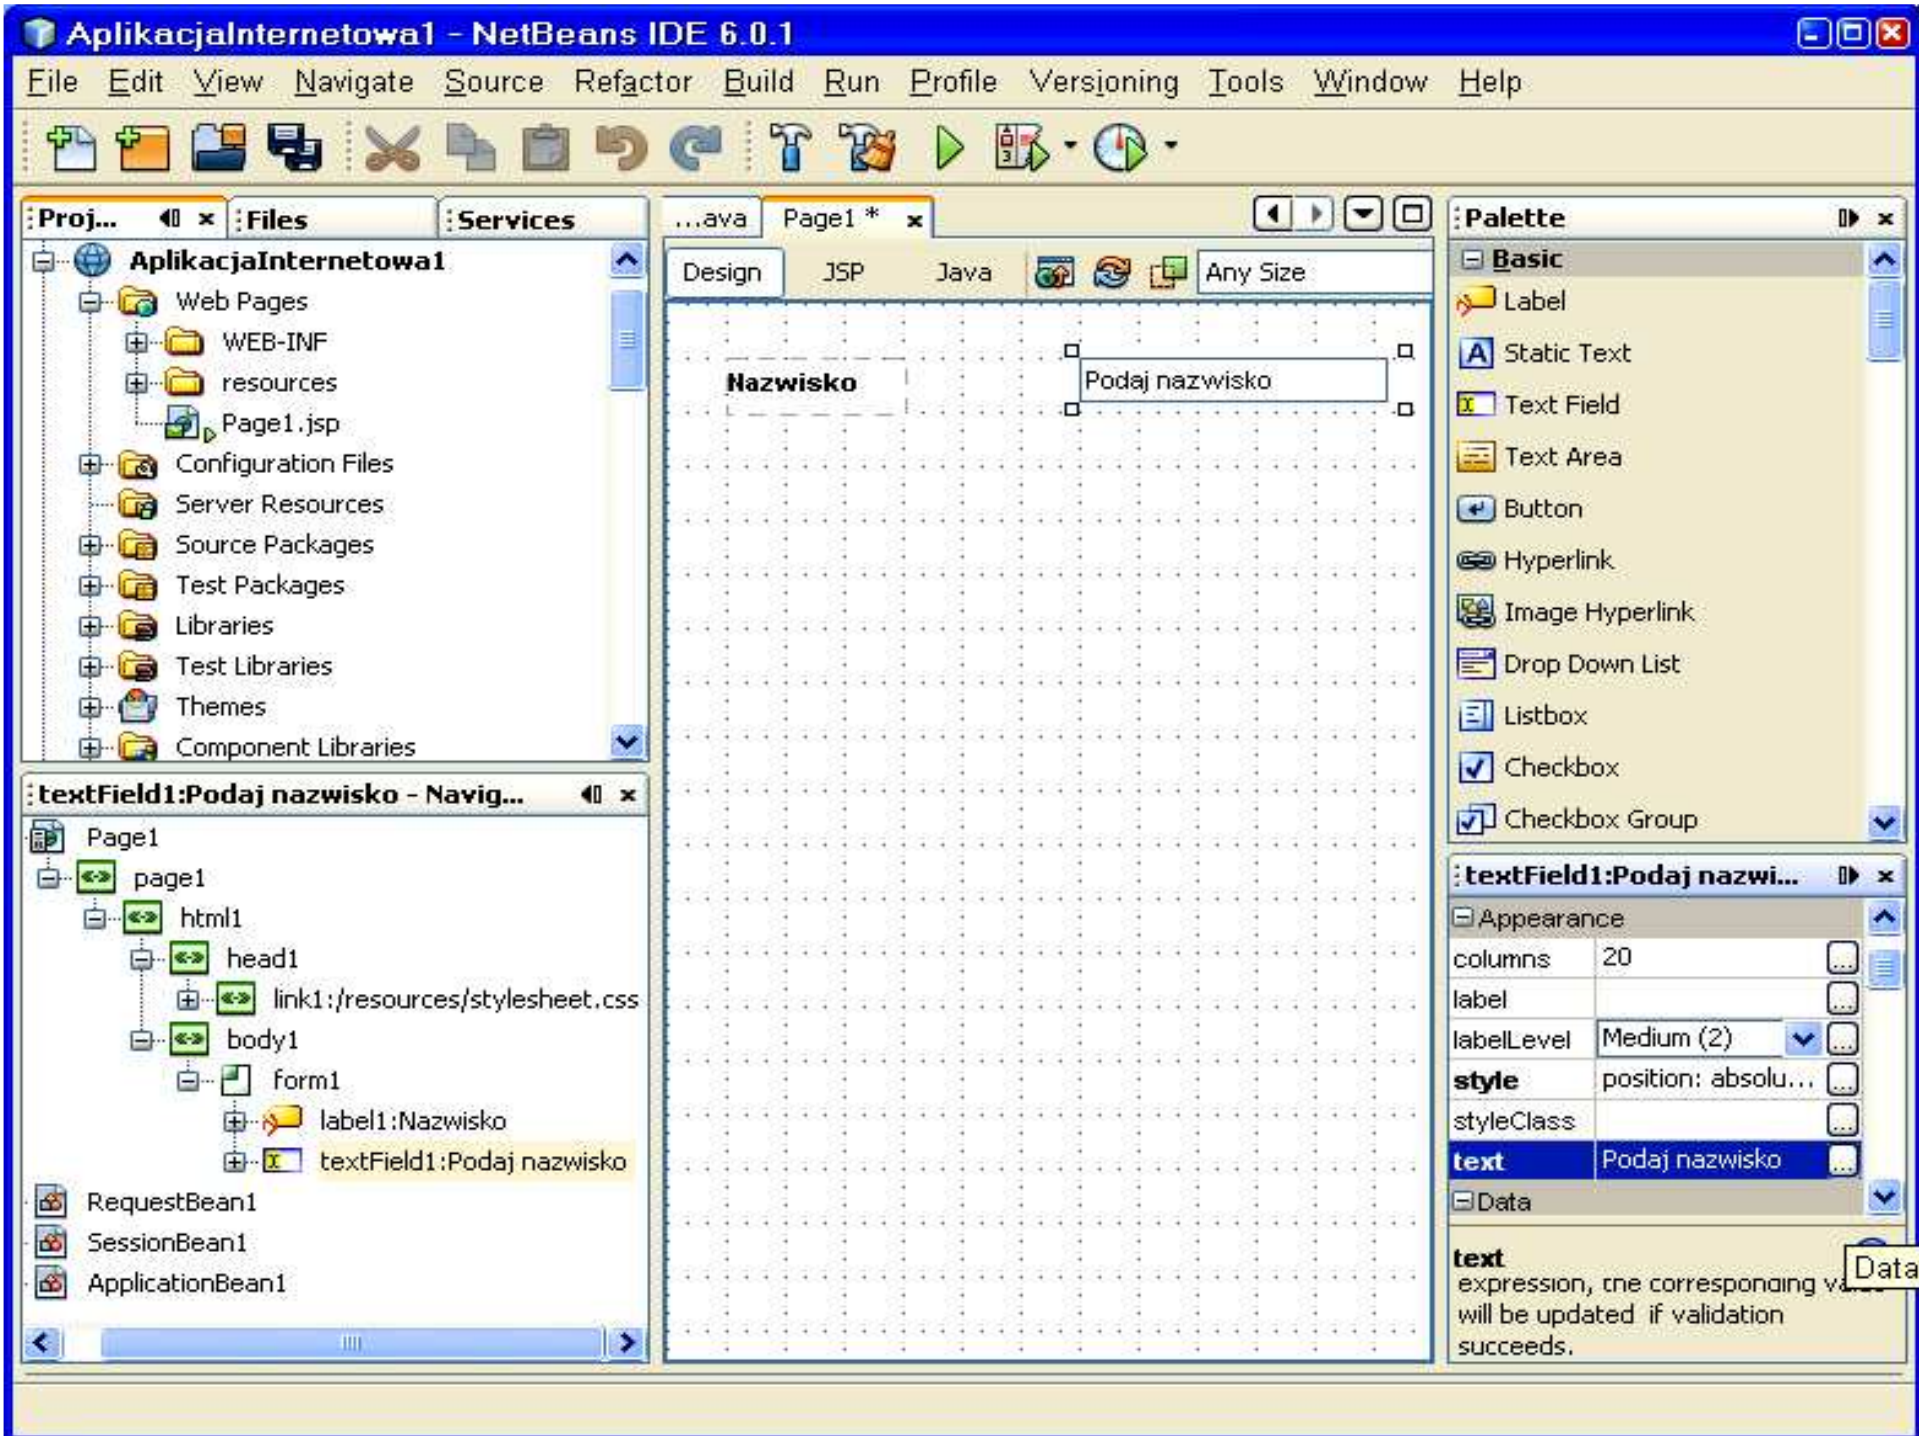 AplikacjaInternetowa1 - NetBeans IDE 6.0.1
File Edit View Navigate Source Refactor Build Run Profile Versioning Tools Window Help
Proj... Files Services
AplikacjaInternetowa1
Web Pages
WEB-INF
resources
Page1.jsp
Configuration Files
Server Resources
Source Packages
Test Packages
Libraries
Test Libraries
Themes
Component Libraries
textField1:Podaj nazwisko - Navig...
Page1
page1
html1
head1
link1:/resources/stylesheet.css
body1
form1
label1:Nazwisko
textField1:Podaj nazwisko
RequestBean1
SessionBean1
ApplicationBean1
...ava Page1 *
Design JSP Java Any Size
Nazwisko Podaj nazwisko
Palette
Basic
Label
Static Text
Text Field
Text Area
Button
Hyperlink
Image Hyperlink
Drop Down List
Listbox
Checkbox
Checkbox Group
textField1:Podaj nazwi...
Appearance
columns 20
label
labelLevel Medium (2)
style position: absolu...
styleClass
text Podaj nazwisko
Data
text
expression, the corresponding
Data
will be updated if validation
succeeds.